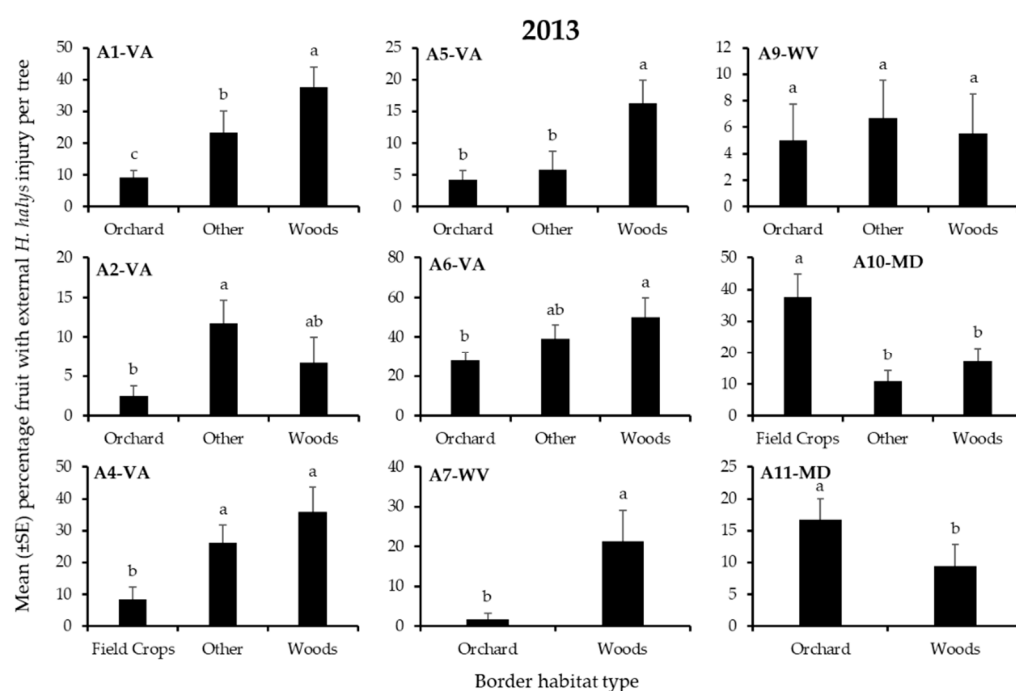 2013
Mean (±SE) percentage fruit with external H. halys injury per tree
A1-VA
50
40
30
20
10
0
c
b
a
Orchard Other Woods
A5-VA
25
20
15
10
5
0
b
b
a
Orchard Other Woods
A9-WV
12
10
8
6
4
2
0
a
a
a
Orchard Other Woods
A2-VA
20
15
10
5
0
b
a
ab
Orchard Other Woods
A6-VA
80
60
40
20
0
b
ab
a
Orchard Other Woods
A10-MD
50
40
30
20
10
0
a
b
b
Field Crops Other Woods
A4-VA
50
40
30
20
10
0
b
a
a
Field Crops Other Woods
A7-WV
40
30
20
10
0
b
a
Orchard Woods
A11-MD
25
20
15
10
5
0
a
b
Orchard Woods
Border habitat type